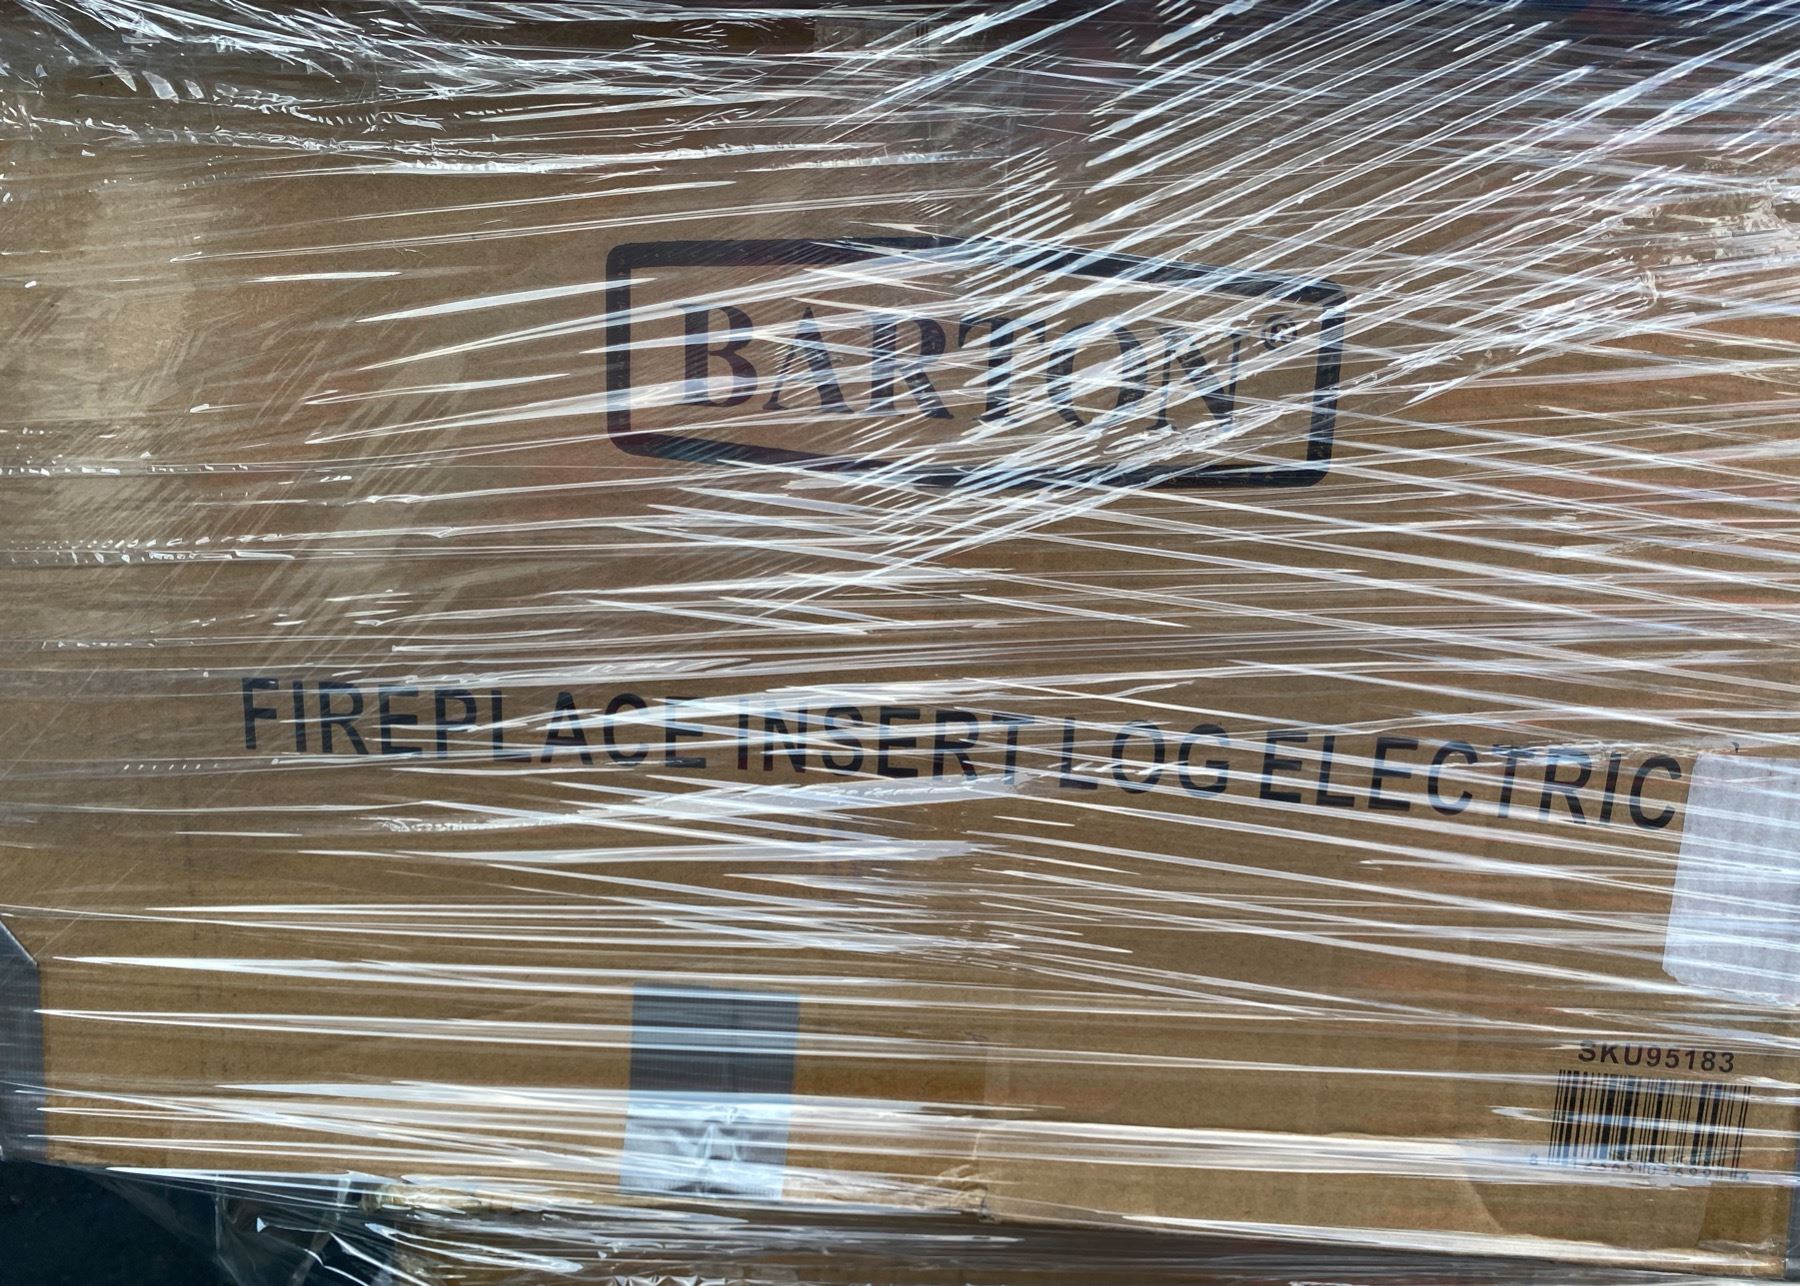 BARTON®
FIREPLACE INSERT LOG ELECTRIC
SKU95183